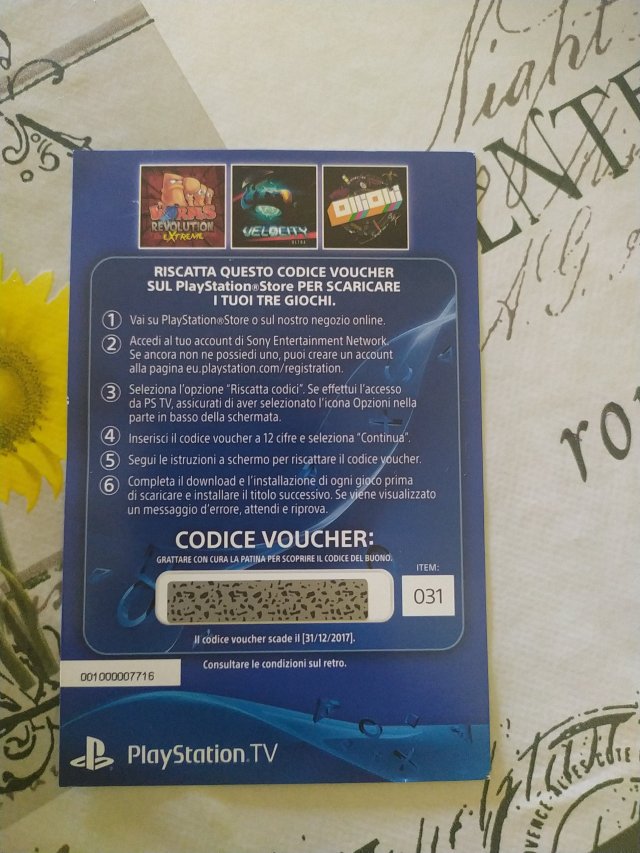 Night
ENTE
WORMS
REVOLUTION
EXTREME
VELOCITY
ULTRA
OlliOlli
RISCATTA QUESTO CODICE VOUCHER
SUL PlayStation®Store PER SCARICARE
I TUOI TRE GIOCHI.
1 Vai su PlayStation®Store o sul nostro negozio online.
2 Accedi al tuo account di Sony Entertainment Network.
Se ancora non ne possiedi uno, puoi creare un account
alla pagina eu.playstation.com/registration.
3 Seleziona l'opzione "Riscatta codici". Se effettui l'accesso
da PS TV, assicurati di aver selezionato l'icona Opzioni nella
parte in basso della schermata.
4 Inserisci il codice voucher a 12 cifre e seleziona "Continua".
5 Segui le istruzioni a schermo per riscattare il codice voucher.
6 Completa il download e l'installazione di ogni gioco prima
di scaricare e installare il titolo successivo. Se viene visualizzato
un messaggio d'errore, attendi e riprova.
CODICE VOUCHER:
GRATTARE CON CURA LA PATINA PER SCOPRIRE IL CODICE DEL BUONO.
ITEM:
031
Il codice voucher scade il [31/12/2017].
Consultare le condizioni sul retro.
001000007716
PlayStation®TV